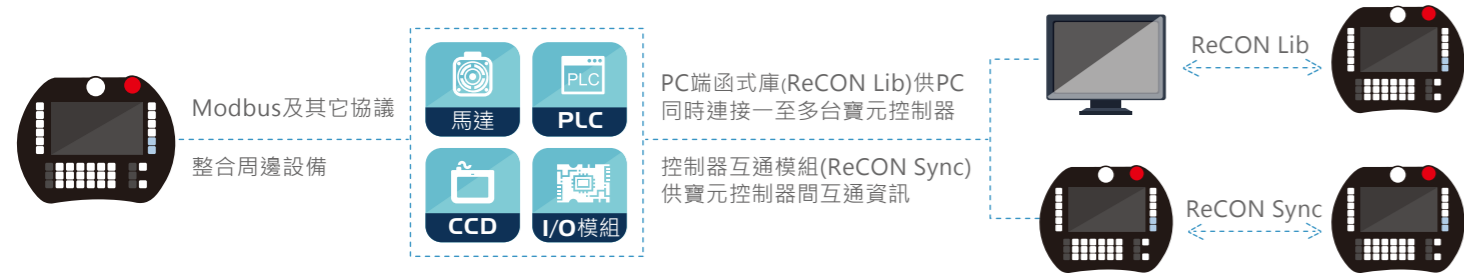 Modbus及其它協議
整合周邊設備
馬達
PLC
PLC
CCD
I/O模組
PC端函式庫(ReCON Lib)供PC
同時連接一至多台寶元控制器
控制器互通模組(ReCON Sync)
供寶元控制器間互通資訊
ReCON Lib
ReCON Sync